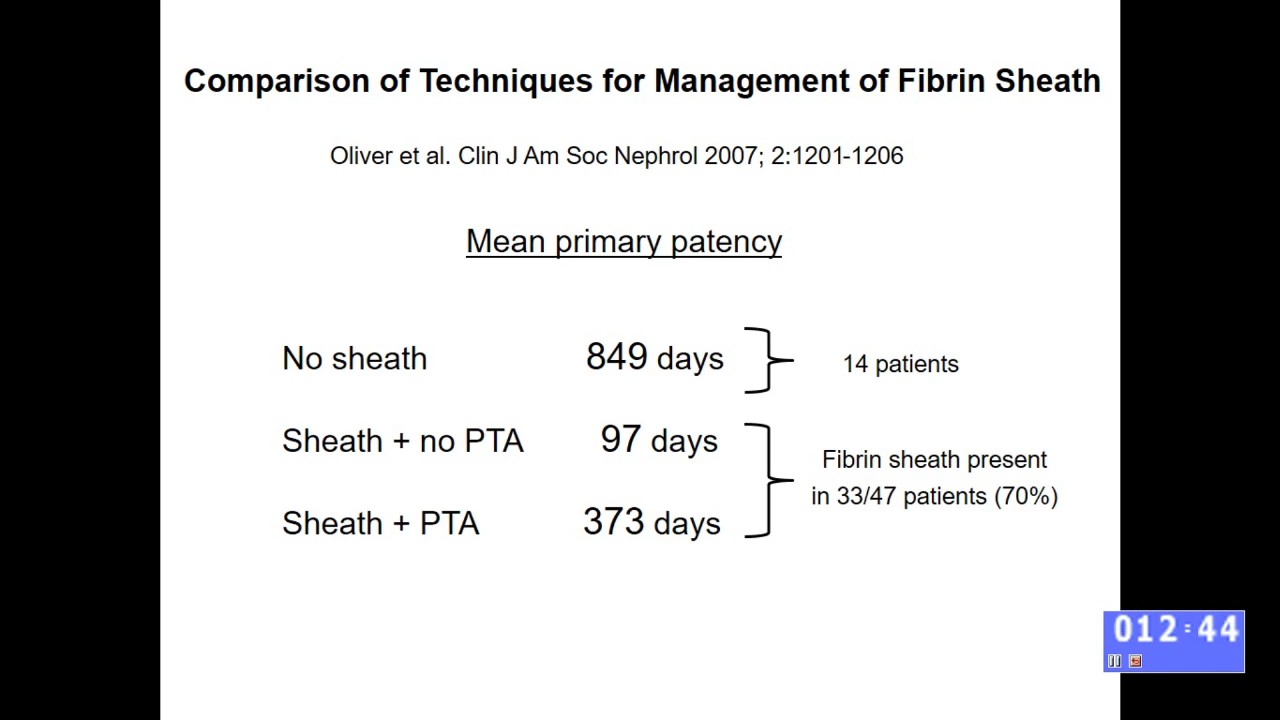 Comparison of Techniques for Management of Fibrin Sheath
Oliver et al. Clin J Am Soc Nephrol 2007; 2:1201-1206
Mean primary patency
No sheath 849 days 14 patients
Sheath + no PTA 97 days
Fibrin sheath present
in 33/47 patients (70%)
Sheath + PTA 373 days
012:44